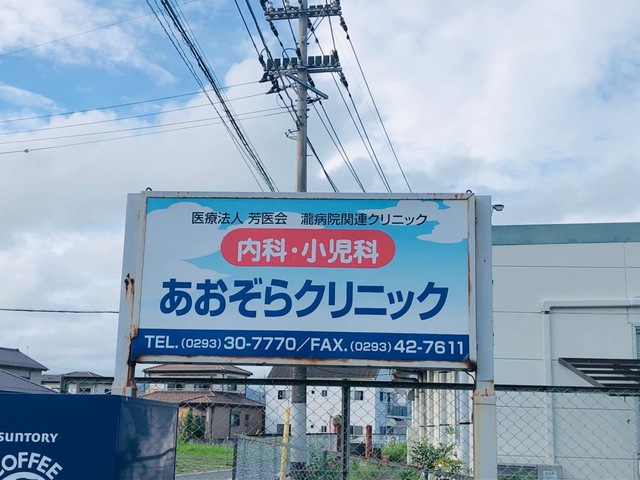 医療法人 芳医会 瀧病院関連クリニック
内科・小児科
あおぞらクリニック
TEL.(0293)30-7770／FAX.(0293)42-7611
SUNTORY
COFFEE